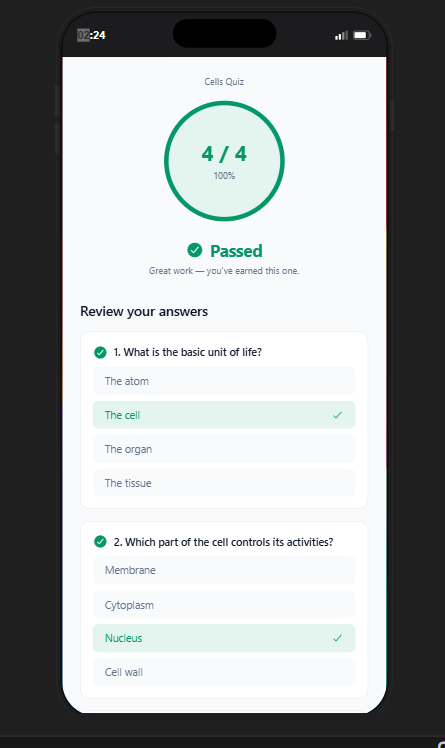 02:24
Cells Quiz
4 / 4
100%
Passed
Great work — you've earned this one.
Review your answers
1. What is the basic unit of life?
The atom
The cell
The organ
The tissue
2. Which part of the cell controls its activities?
Membrane
Cytoplasm
Nucleus
Cell wall